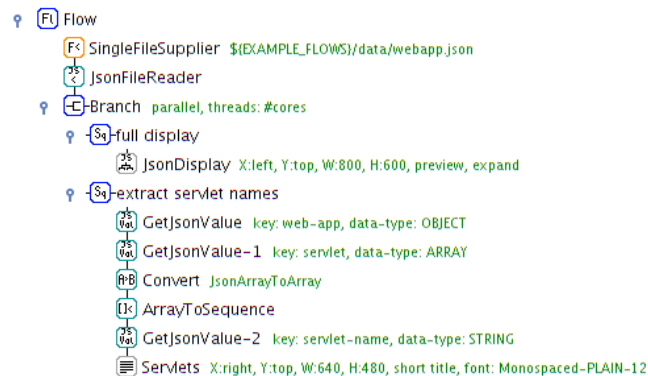 Flow
SingleFileSupplier ${EXAMPLE_FLOWS}/data/webapp.json
JsonFileReader
Branch parallel, threads: #cores
full display
JsonDisplay X:left, Y:top, W:800, H:600, preview, expand
extract servlet names
GetJsonValue key: web-app, data-type: OBJECT
GetJsonValue-1 key: servlet, data-type: ARRAY
Convert JsonArrayToArray
ArrayToSequence
GetJsonValue-2 key: servlet-name, data-type: STRING
Servlets X:right, Y:top, W:640, H:480, short title, font: Monospaced-PLAIN-12